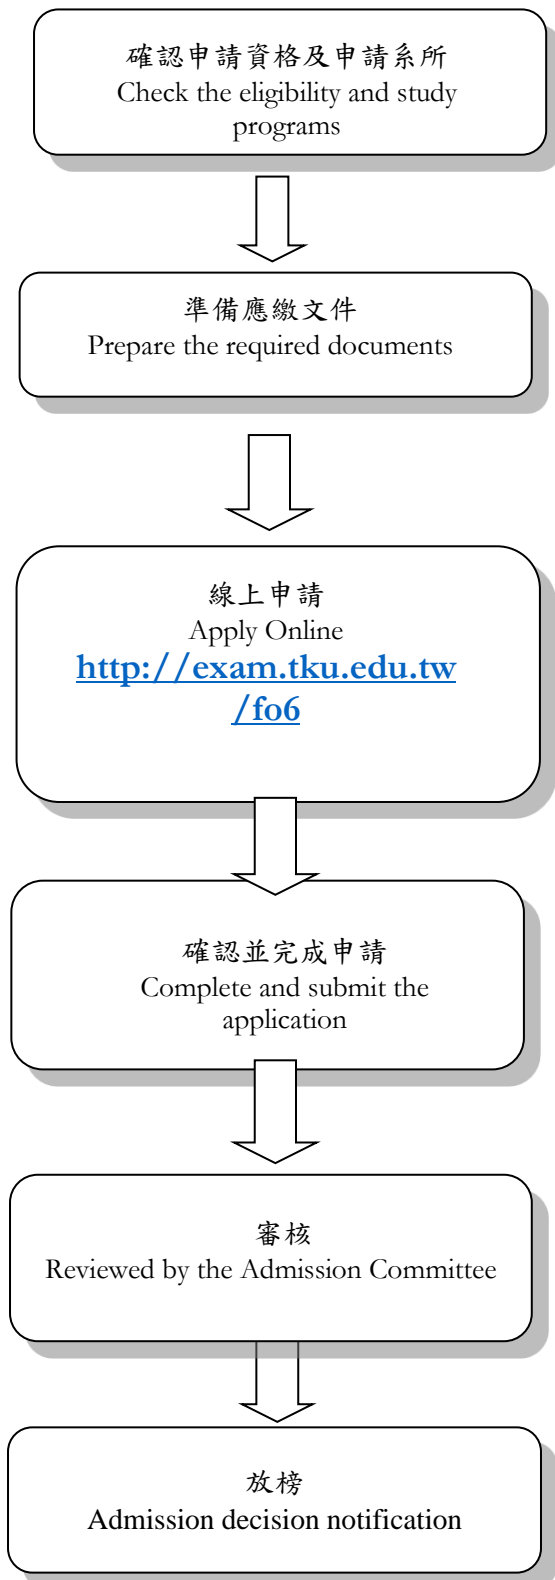 確認申請資格及申請系所
Check the eligibility and study
programs
準備應繳文件
Prepare the required documents
線上申請
Apply Online
http://exam.tku.edu.tw
/fo6
確認並完成申請
Complete and submit the
application
審核
Reviewed by the Admission Committee
放榜
Admission decision notification